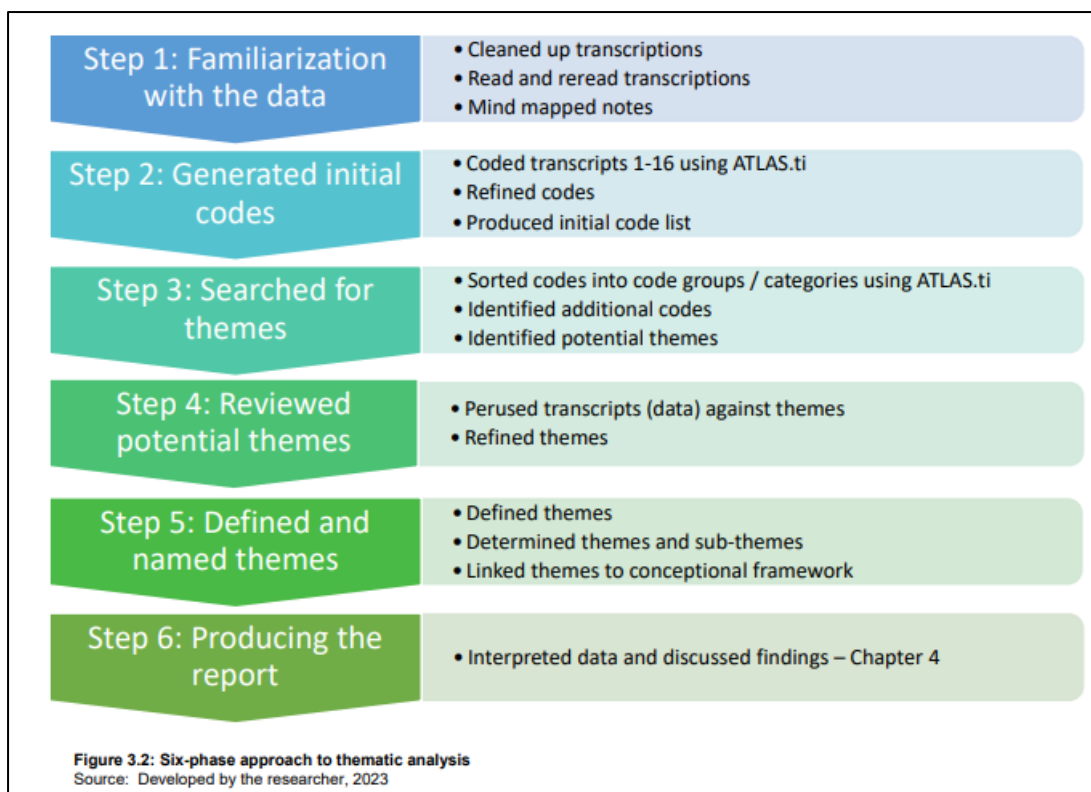 Step 1: Familiarization
with the data
• Cleaned up transcriptions
• Read and reread transcriptions
• Mind mapped notes
Step 2: Generated initial
codes
• Coded transcripts 1-16 using ATLAS.ti
• Refined codes
• Produced initial code list
Step 3: Searched for
themes
• Sorted codes into code groups / categories using ATLAS.ti
• Identified additional codes
• Identified potential themes
Step 4: Reviewed
potential themes
• Perused transcripts (data) against themes
• Refined themes
Step 5: Defined and
named themes
• Defined themes
• Determined themes and sub-themes
• Linked themes to conceptional framework
Step 6: Producing the
report
• Interpreted data and discussed findings – Chapter 4
Figure 3.2: Six-phase approach to thematic analysis
Source: Developed by the researcher, 2023